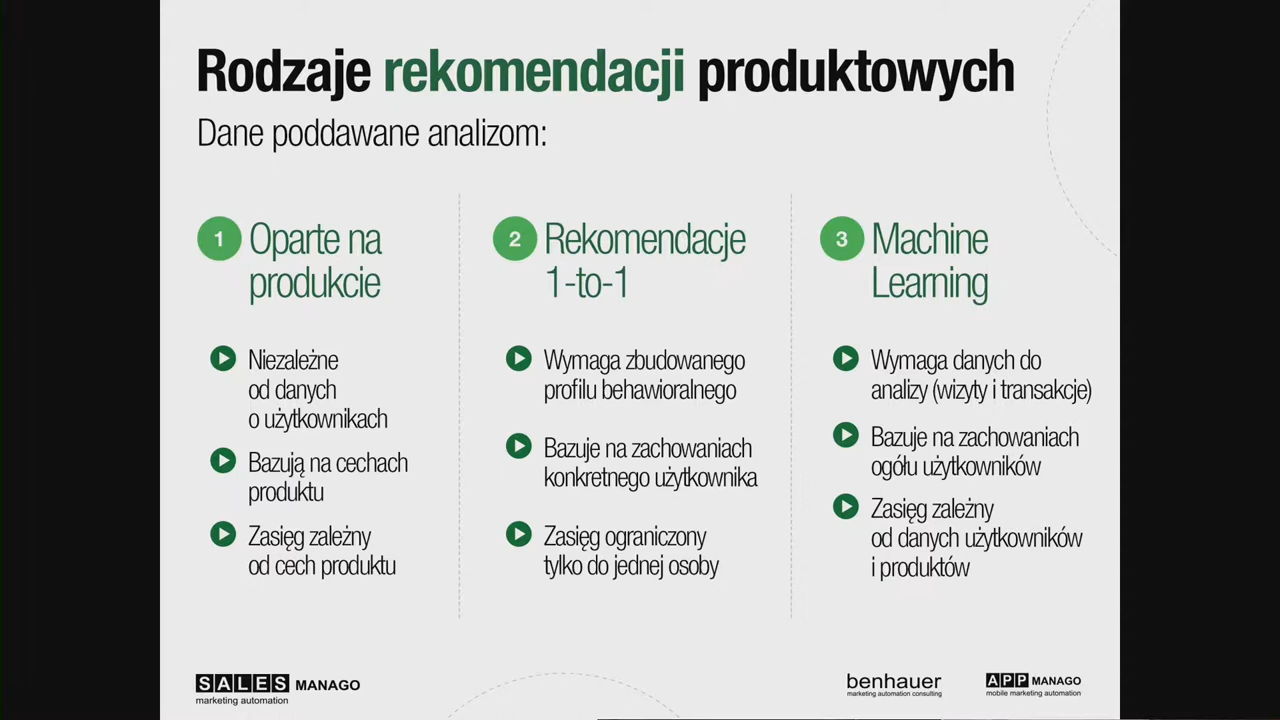 Rodzaje rekomendacji produktowych
Dane poddawane analizom:
1 Oparte na
produkcie
Niezależne
od danych
o użytkownikach
Bazują na cechach
produktu
Zasięg zależny
od cech produktu
2 Rekomendacje
1-to-1
Wymaga zbudowanego
profilu behawioralnego
Bazuje na zachowaniach
konkretnego użytkownika
Zasięg ograniczony
tylko do jednej osoby
3 Machine
Learning
Wymaga danych do
analizy (wizyty i transakcje)
Bazuje na zachowaniach
ogółu użytkowników
Zasięg zależny
od danych użytkowników
i produktów
SALES MANAGO
marketing automation
benhauer
marketing automation consulting
APP MANAGO
mobile marketing automation